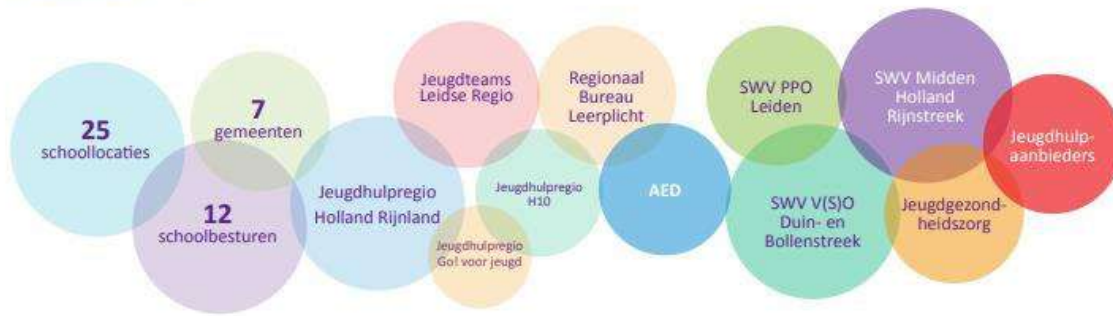 25
schoollocaties
7
gemeenten
12
schoolbesturen
Jeugdhulpregio
Holland Rijnland
Jeugdteams
Leidse Regio
Jeugdhulpregio
Go! voor jeugd
Jeugdhulpregio
H10
Regionaal
Bureau
Leerplicht
AED
SWV PPO
Leiden
SWV V(S)O
Duin- en
Bollenstreek
SWV Midden
Holland
Rijnstreek
Jeugdgezond-
heidszorg
Jeugdhulp-
aanbieders